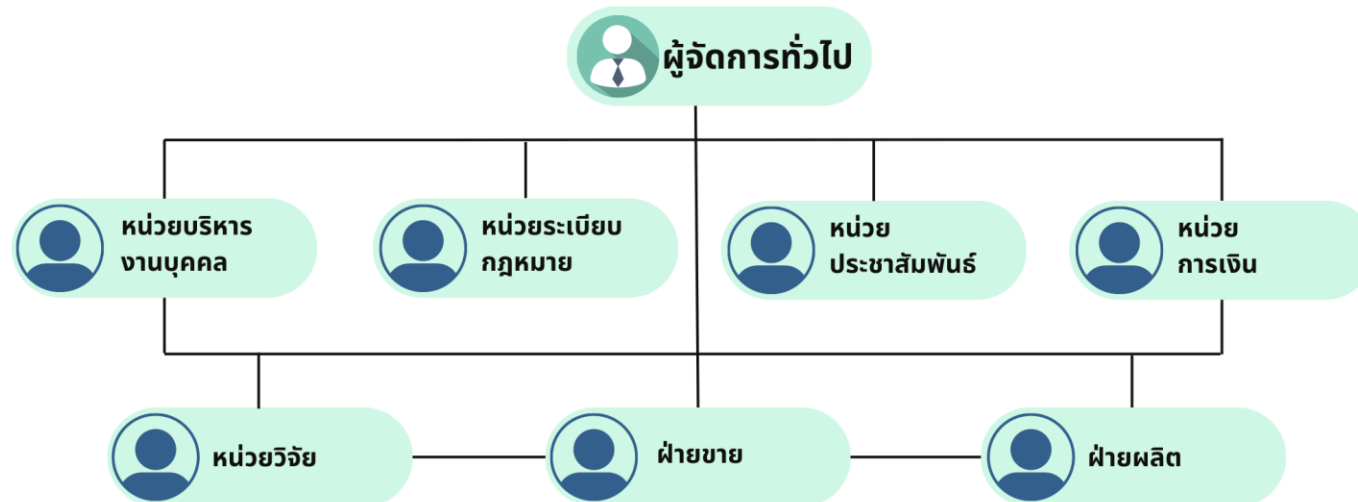 ผู้จัดการทั่วไป
หน่วยบริหาร
งานบุคคล
หน่วยระเบียบ
กฎหมาย
หน่วย
ประชาสัมพันธ์
หน่วย
การเงิน
หน่วยวิจัย
ฝ่ายขาย
ฝ่ายผลิต